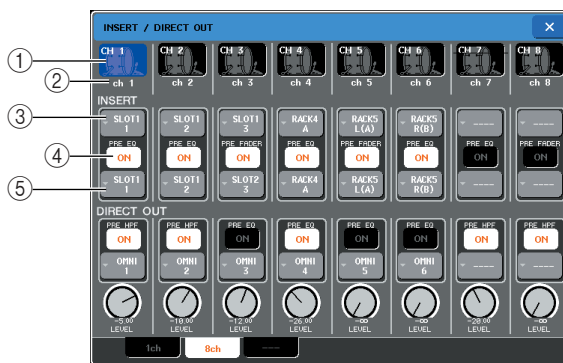 INSERT / DIRECT OUT ×
CH 1 CH 2 CH 3 CH 4 CH 5 CH 6 CH 7 CH 8
① 
② ch 1 ch 2 ch 3 ch 4 ch 5 ch 6 ch 7 ch 8
INSERT
③ SLOT1 SLOT1 SLOT1 RACK4 RACK5 RACK5 ---- ----
1 2 3 A L(A) R(B)
PRE EQ PRE EQ PRE FADER PRE EQ PRE FADER PRE EQ PRE EQ PRE FADER
④ ON ON ON ON ON ON ON ON
⑤ SLOT1 SLOT1 SLOT2 RACK4 RACK5 RACK5 ---- ----
1 2 3 A L(A) R(B)
DIRECT OUT
PRE HPF PRE HPF PRE EQ PRE EQ PRE EQ PRE EQ PRE HPF PRE HPF
ON ON ON ON ON ON ON ON
OMNI OMNI OMNI OMNI OMNI OMNI ---- ----
1 2 3 4 5 6
-5.00 -10.00 -12.00 -26.00 -∞ -∞ -20.00 -∞
LEVEL LEVEL LEVEL LEVEL LEVEL LEVEL LEVEL LEVEL
1ch 8ch ----